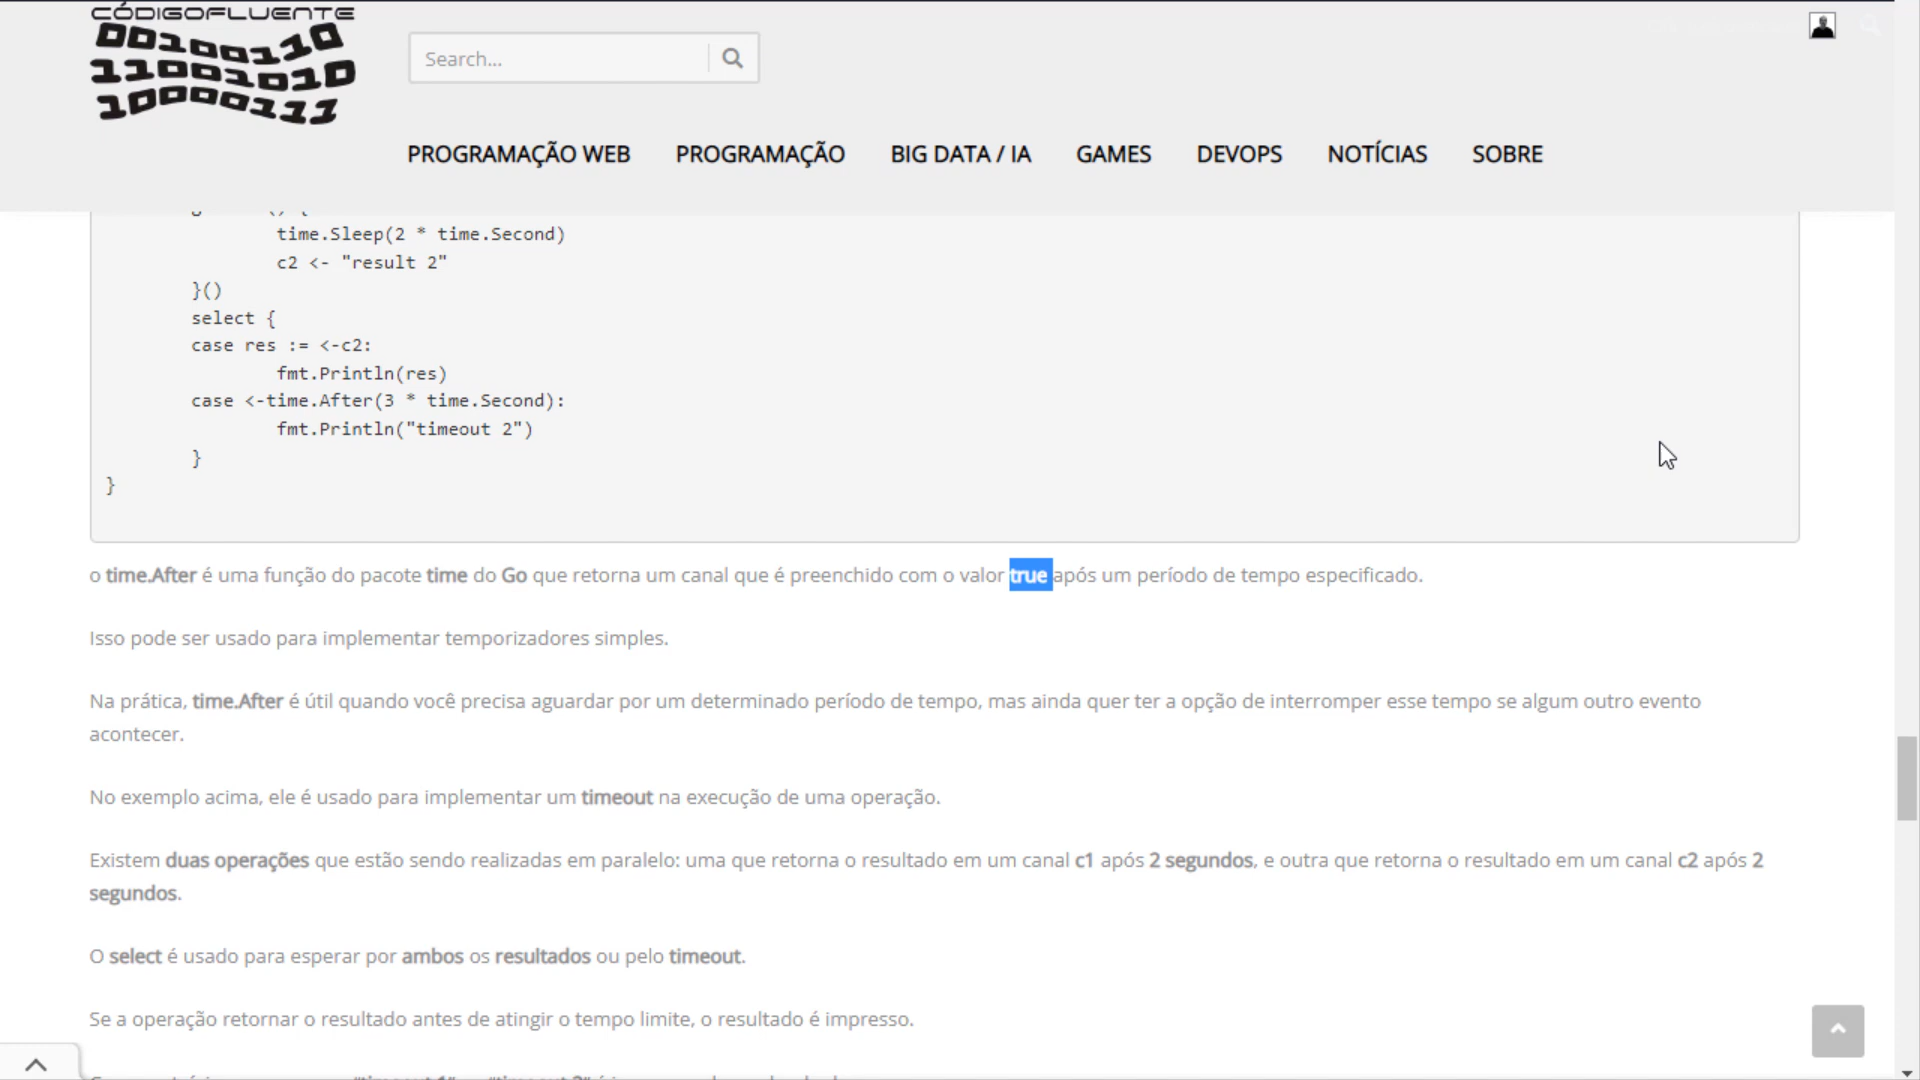 CÓDIGOFLUENTE
00100110
11001010
10000111
Search...
PROGRAMAÇÃO WEB PROGRAMAÇÃO BIG DATA / IA GAMES DEVOPS NOTÍCIAS SOBRE
time.Sleep(2 * time.Second)
c2 <- "result 2"
}()
select {
case res := <-c2:
fmt.Println(res)
case <-time.After(3 * time.Second):
fmt.Println("timeout 2")
}
}
o time.After é uma função do pacote time do Go que retorna um canal que é preenchido com o valor true após um período de tempo especificado.
Isso pode ser usado para implementar temporizadores simples.
Na prática, time.After é útil quando você precisa aguardar por um determinado período de tempo, mas ainda quer ter a opção de interromper esse tempo se algum outro evento
acontecer.
No exemplo acima, ele é usado para implementar um timeout na execução de uma operação.
Existem duas operações que estão sendo realizadas em paralelo: uma que retorna o resultado em um canal c1 após 2 segundos, e outra que retorna o resultado em um canal c2 após 2
segundos.
O select é usado para esperar por ambos os resultados ou pelo timeout.
Se a operação retornar o resultado antes de atingir o tempo limite, o resultado é impresso.